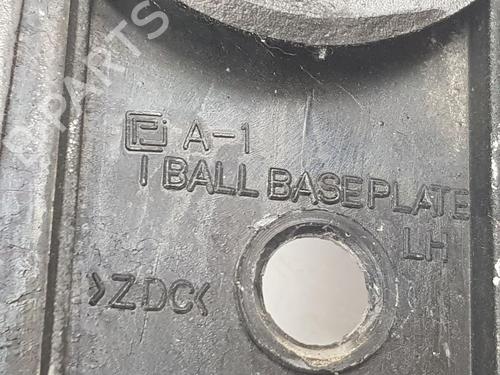 A-1
I BALL BASEPLATE
LH
>ZDC<
PARTS